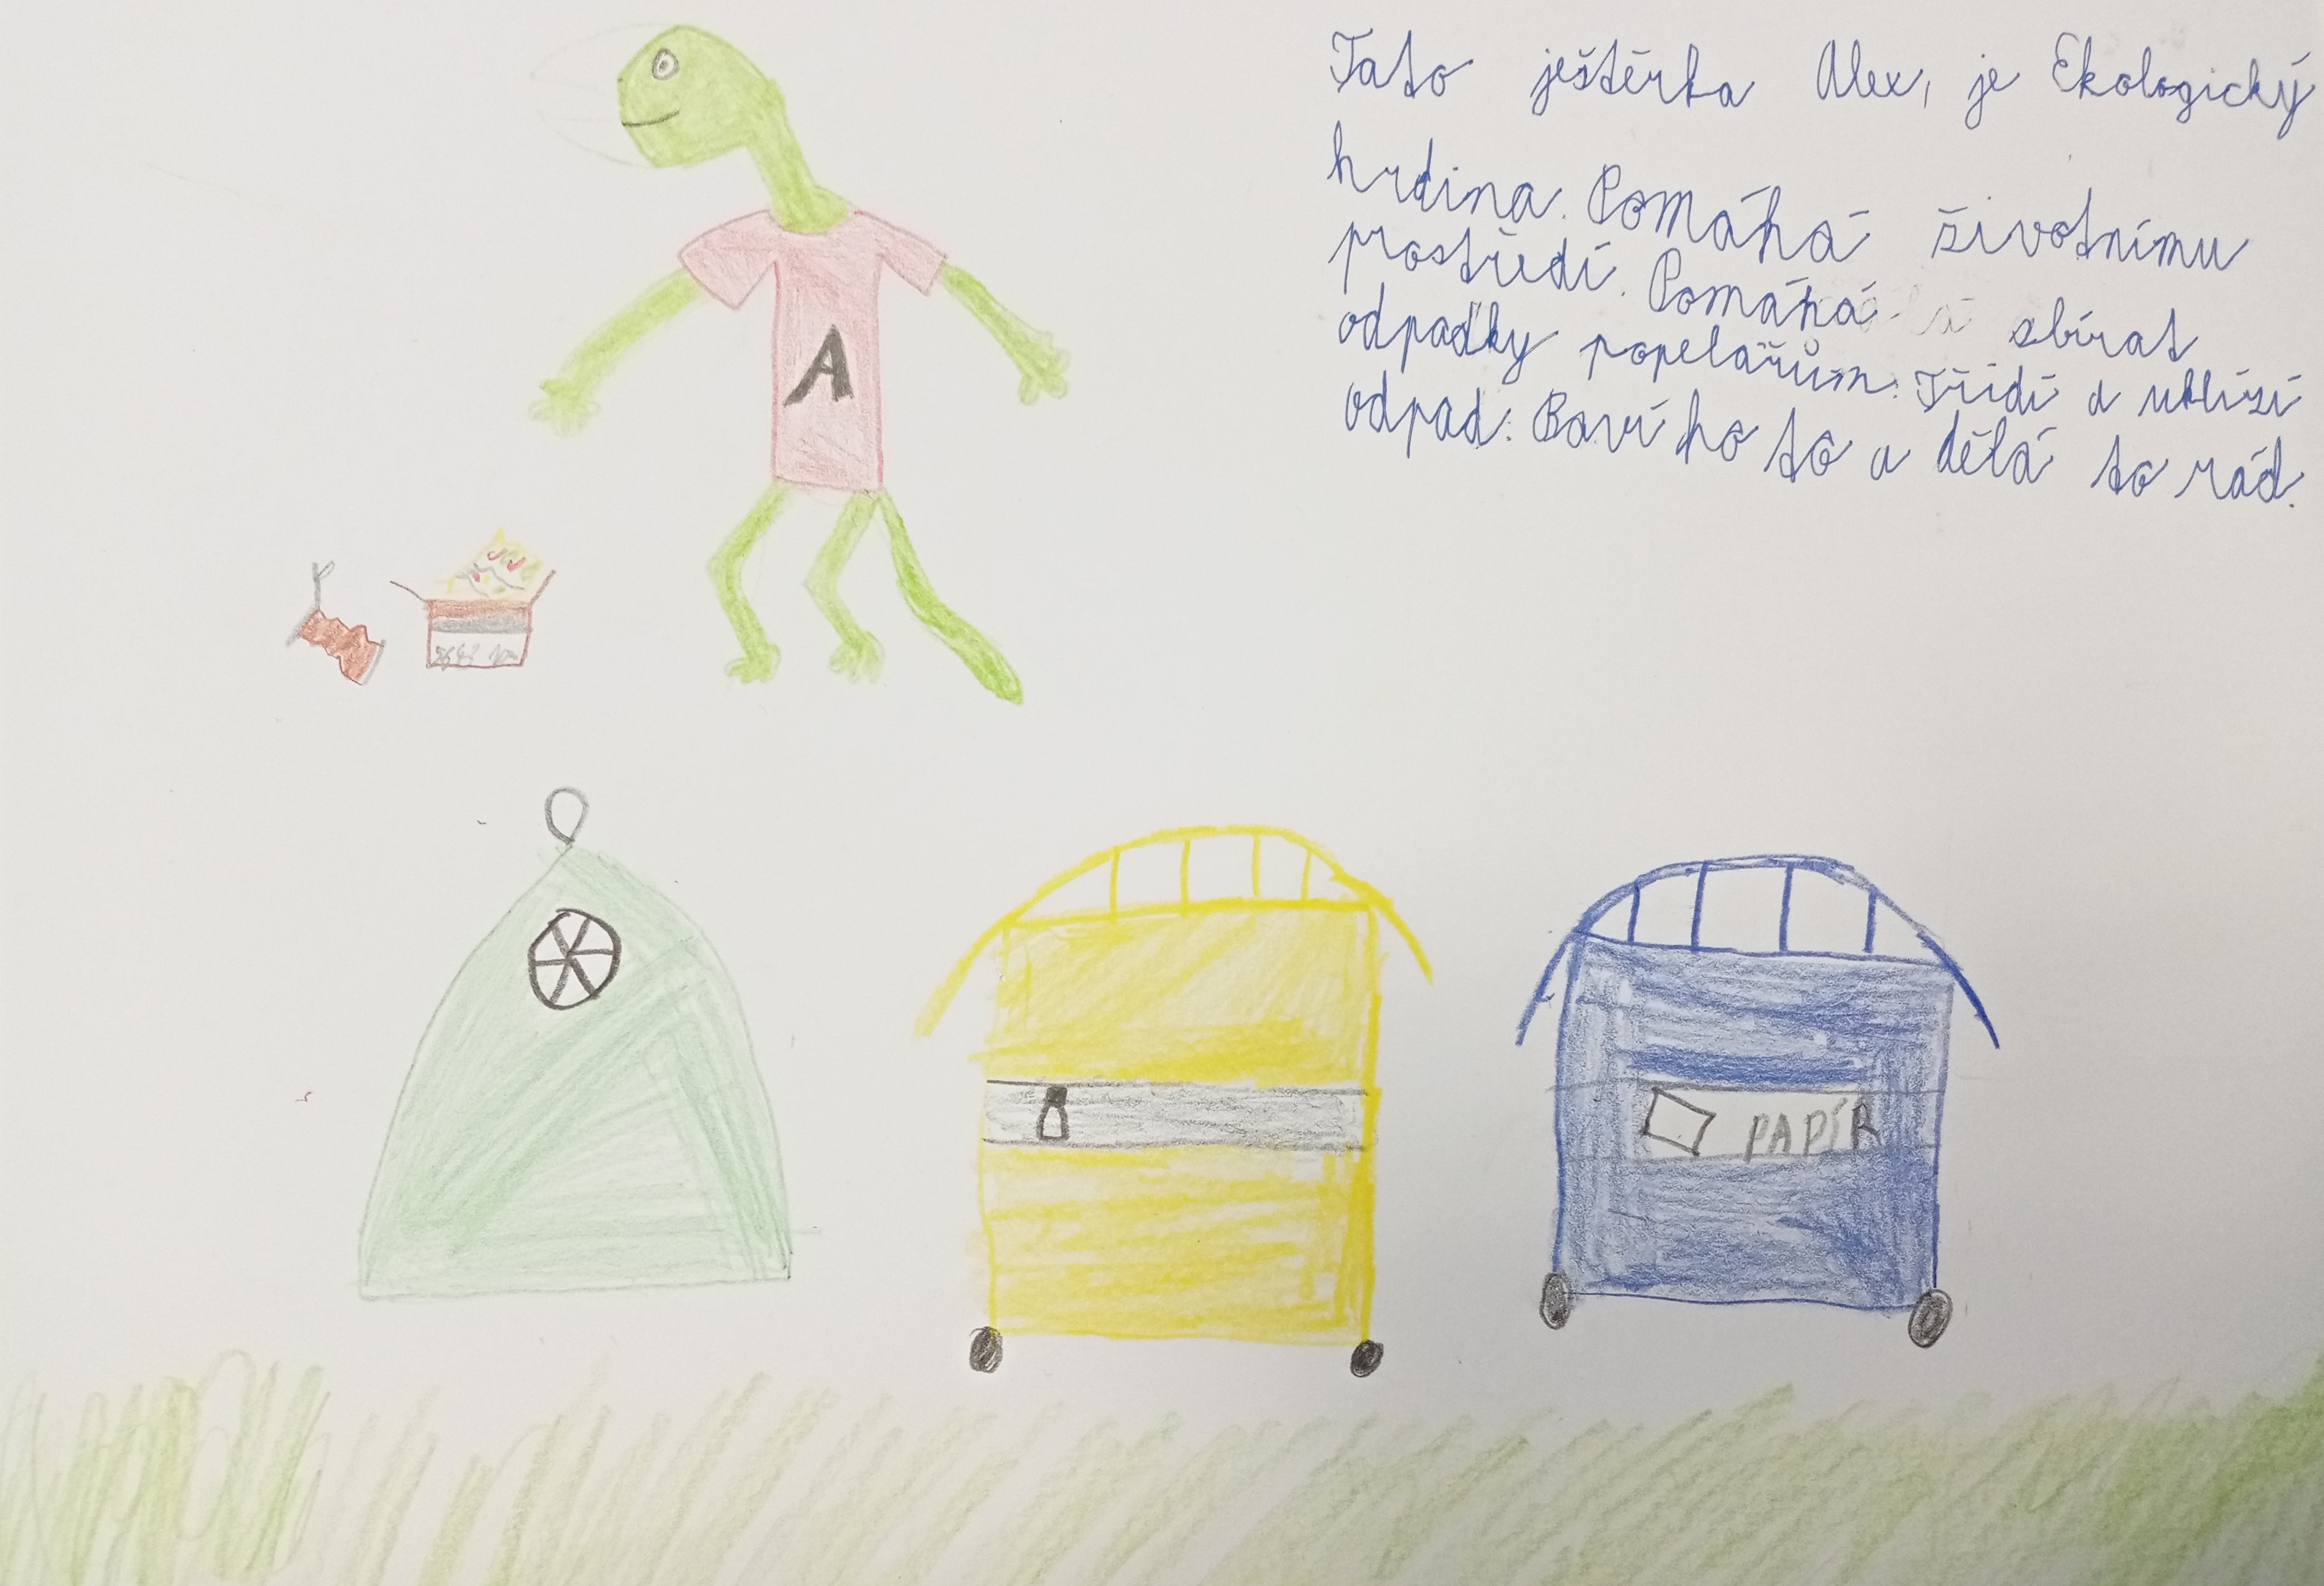 Tato ještěrka Alex, je Ekologický
hrdina. Pomáhá životnímu
prostředí. Pomáhá sbírat
odpadky popelářům. Třídí a uklízí
odpad. Baví ho to a dělá to rád.
A
PAPÍR